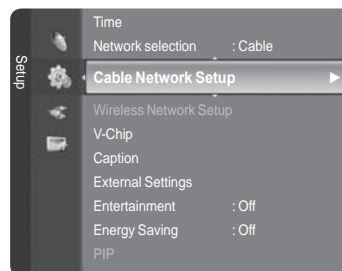 Setup
Time
Network selection : Cable
Cable Network Setup
Wireless Network Setup
V-Chip
Caption
External Settings
Entertainment : Off
Energy Saving : Off
PIP